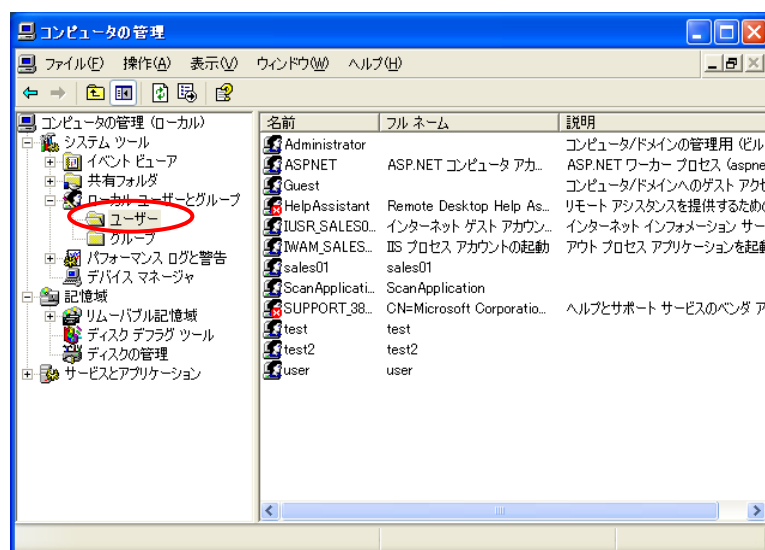 コンピュータの管理
ファイル(F) 操作(A) 表示(V) ウィンドウ(W) ヘルプ(H)
コンピュータの管理 (ローカル)
システム ツール
イベント ビューア
共有フォルダ
ローカル ユーザーとグループ
ユーザー
グループ
パフォーマンス ログと警告
デバイス マネージャ
記憶域
リムーバブル記憶域
ディスク デフラグ ツール
ディスクの管理
サービスとアプリケーション
名前 フル ネーム 説明
Administrator コンピュータ/ドメインの管理用 (ビル
ASPNET ASP.NET コンピュータ アカ... ASP.NET ワーカー プロセス (aspne
Guest コンピュータ/ドメインへのゲスト アクセ
HelpAssistant Remote Desktop Help As... リモート アシスタンスを提供するための
IUSR_SALES0... インターネット ゲスト アカウン... インターネット インフォメーション サー
IWAM_SALES... IIS プロセス アカウントの起動 アウト プロセス アプリケーションを起動
sales01 sales01
ScanApplicati... ScanApplication
SUPPORT_38... CN=Microsoft Corporatio... ヘルプとサポート サービスのベンダ ア
test test
test2 test2
user user